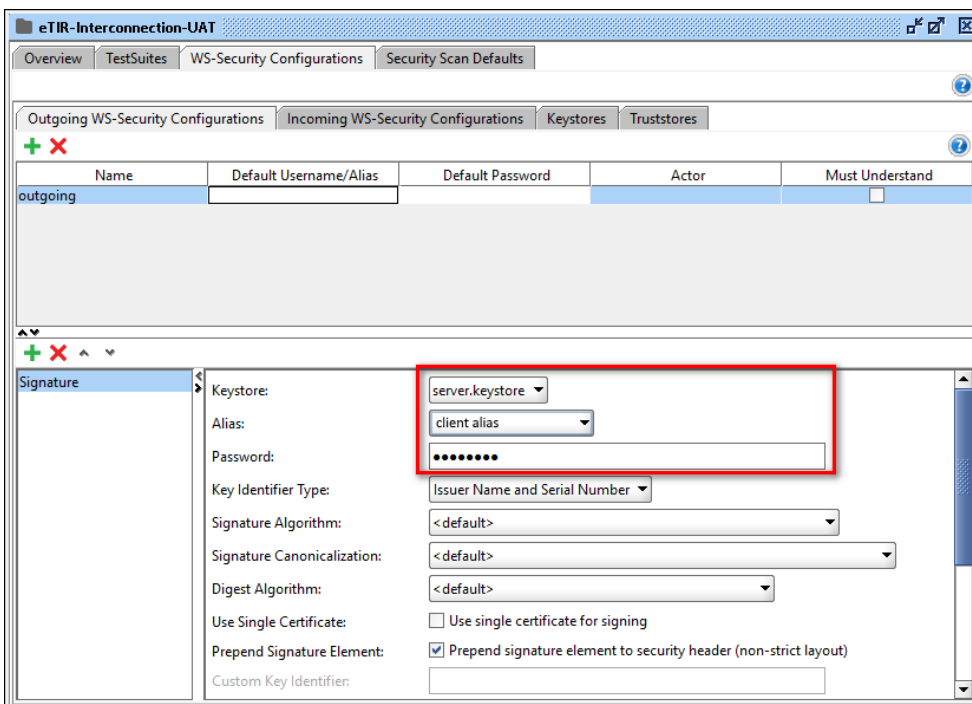 eTIR-Interconnection-UAT
Overview TestSuites WS-Security Configurations Security Scan Defaults
Outgoing WS-Security Configurations Incoming WS-Security Configurations Keystores Truststores
Name Default Username/Alias Default Password Actor Must Understand
outgoing
Signature
Keystore: server.keystore
Alias: client alias
Password: ●●●●●●●●
Key Identifier Type: Issuer Name and Serial Number
Signature Algorithm: <default>
Signature Canonicalization: <default>
Digest Algorithm: <default>
Use Single Certificate: Use single certificate for signing
Prepend Signature Element: Prepend signature element to security header (non-strict layout)
Custom Key Identifier: